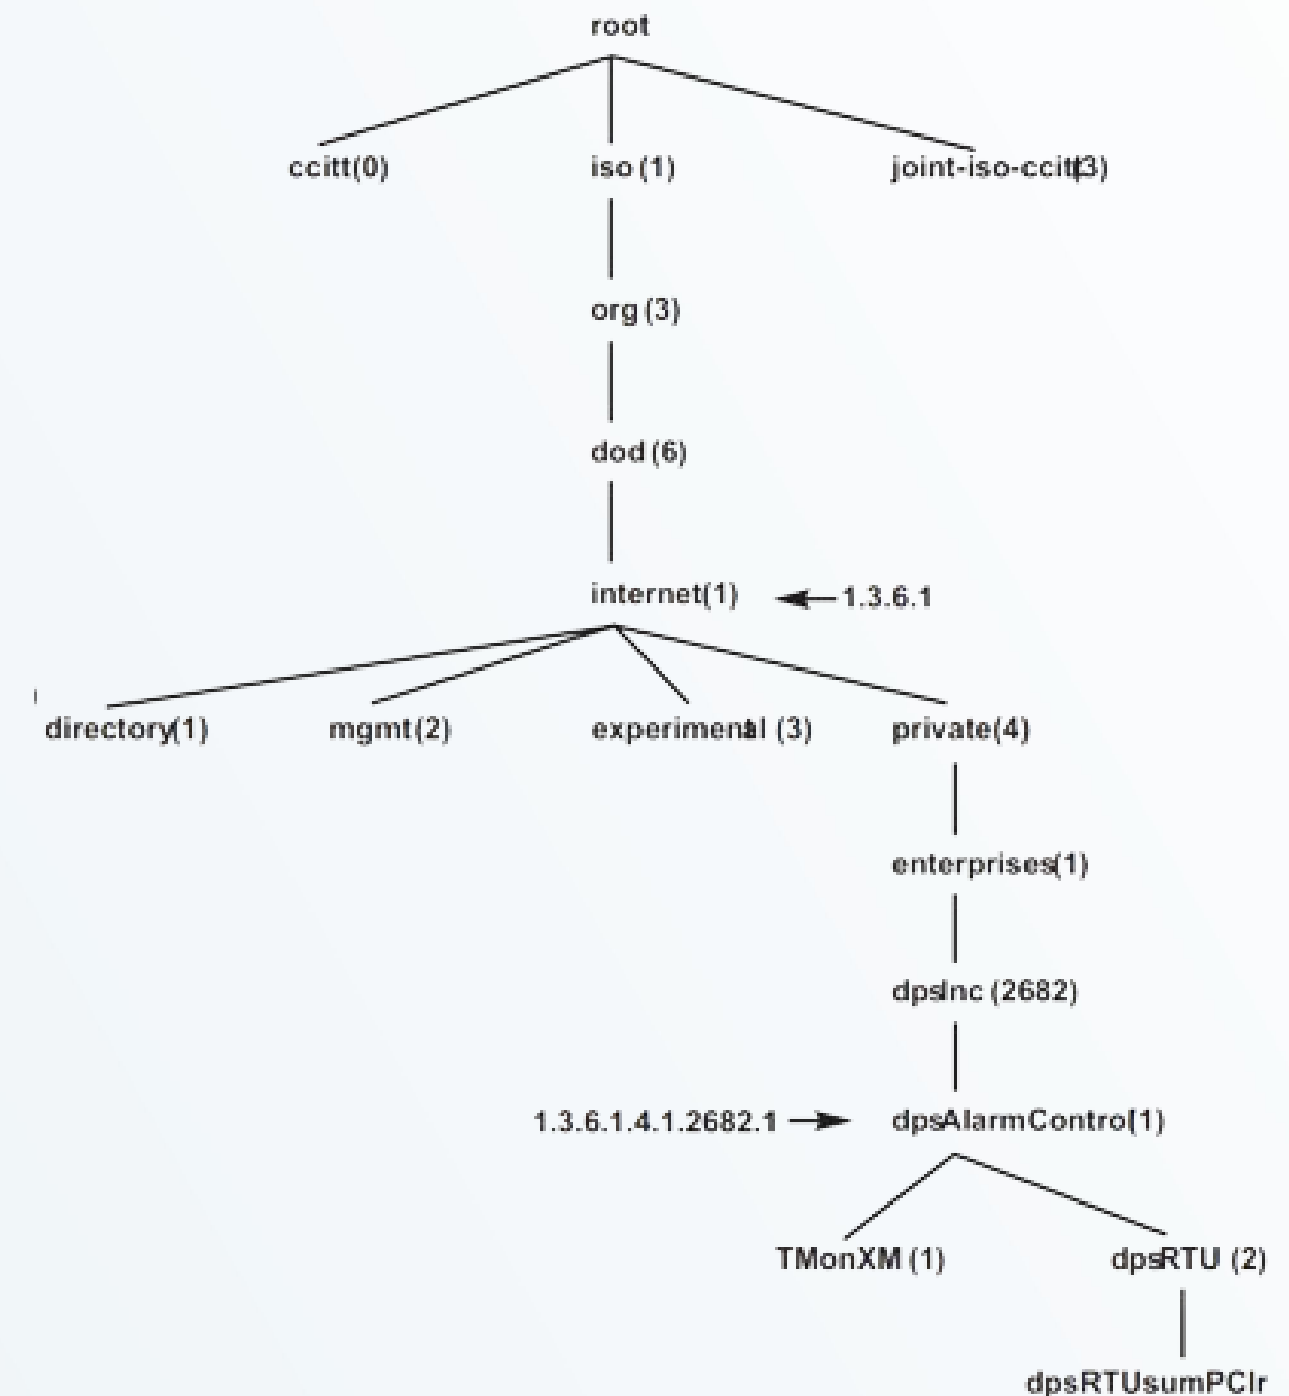 root
ccitt(0) iso (1) joint-iso-ccitt(3)
org (3)
dod (6)
internet(1) 1.3.6.1
directory(1) mgmt(2) experimental (3) private(4)
enterprises(1)
dpsInc (2682)
1.3.6.1.4.1.2682.1 dpsAlarmControl(1)
TMonXM (1) dpsRTU (2)
dpsRTUsumPClr